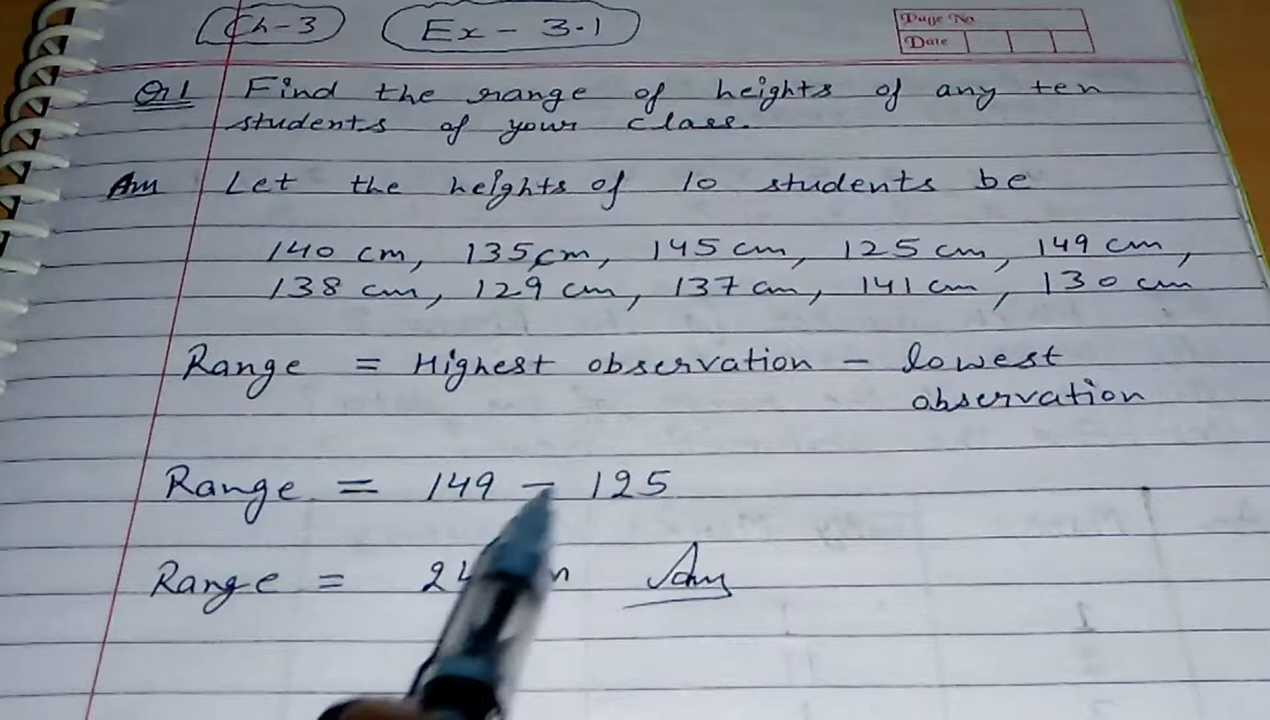 Ch-3 Ex - 3.1
Page No.
Date
Q1 Find the range of heights of any ten
students of your class.
Ans Let the heights of 10 students be
140 cm, 135cm, 145 cm, 125 cm, 149 cm,
138 cm, 129 cm, 137 cm, 141 cm, 130 cm
Range = Highest observation - lowest
observation
Range = 149 - 125
Range = 24 Ans